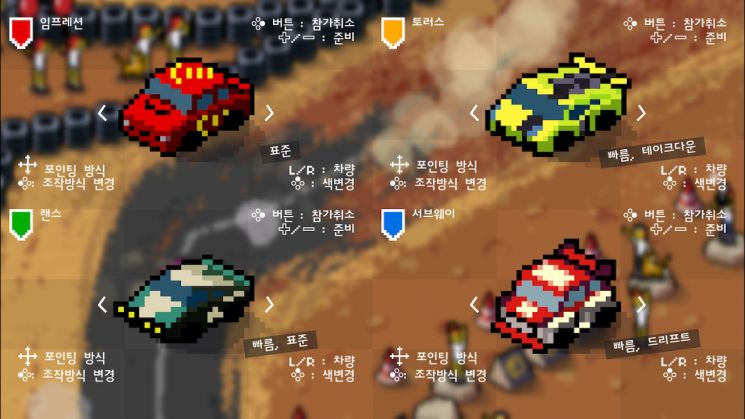 임프레션
버튼 : 참가취소
준비
표준
포인팅 방식
조작방식 변경
L/R : 차량
: 색변경
토러스
버튼 : 참가취소
: 준비
빠름, 테이크다운
포인팅 방식
조작방식 변경
L/R : 차량
: 색변경
랜스
버튼 : 참가취소
: 준비
빠름, 표준
포인팅 방식
조작방식 변경
L/R : 차량
: 색변경
서브웨이
버튼 : 참가취소
: 준비
빠름, 드리프트
포인팅 방식
조작방식 변경
L/R : 차량
: 색변경